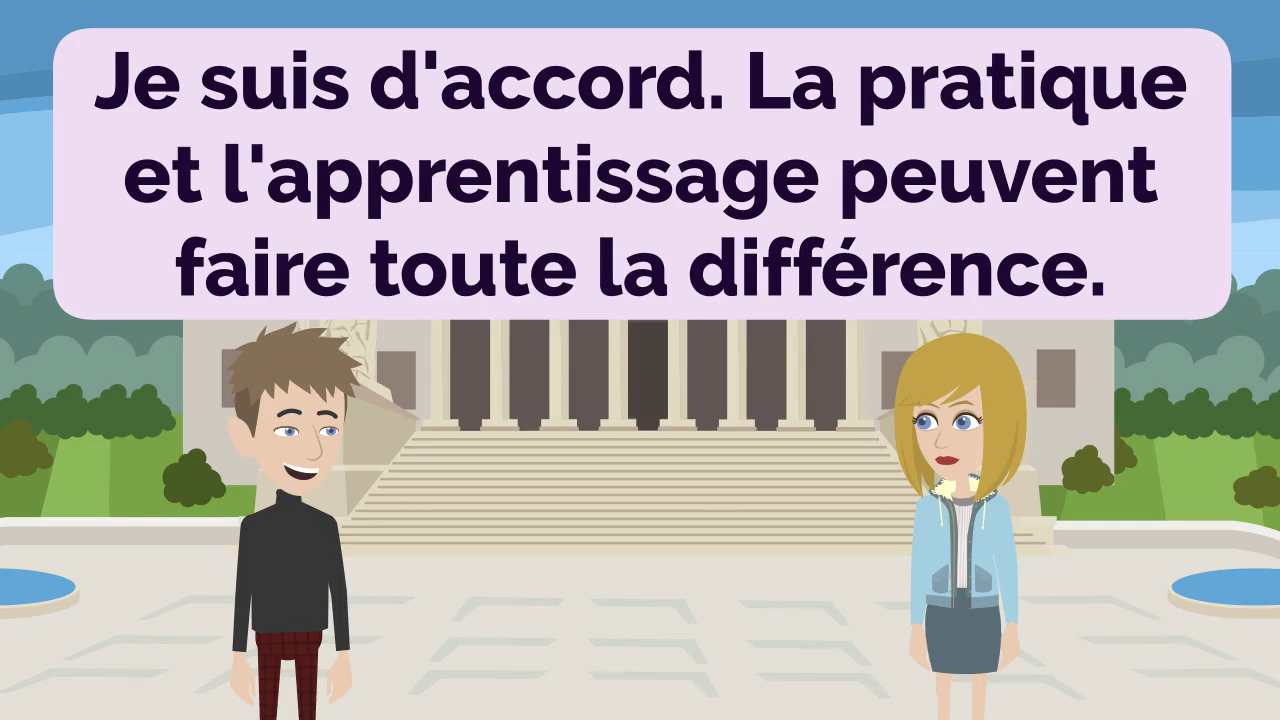 Je suis d'accord. La pratique
et l'apprentissage peuvent
faire toute la différence.